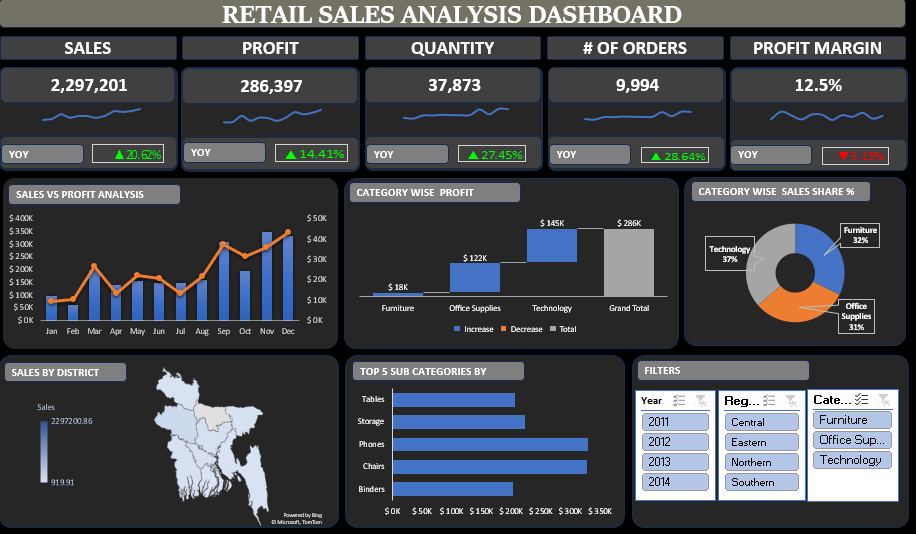 RETAIL SALES ANALYSIS DASHBOARD
SALES
PROFIT
QUANTITY
# OF ORDERS
PROFIT MARGIN
2,297,201
286,397
37,873
9,994
12.5%
YOY
▲20.62%
YOY
▲14.41%
YOY
▲27.45%
YOY
▲28.64%
YOY
▼5.15%
SALES VS PROFIT ANALYSIS
$ 400K
$ 350K
$ 300K
$ 250K
$ 200K
$ 150K
$ 100K
$ 50K
$ 0K
$ 50K
$ 40K
$ 30K
$ 20K
$ 10K
$ 0K
Jan Feb Mar Apr May Jun Jul Aug Sep Oct Nov Dec
CATEGORY WISE PROFIT
$ 18K
$ 122K
$ 145K
$ 286K
Furniture Office Supplies Technology Grand Total
Increase Decrease Total
CATEGORY WISE SALES SHARE %
Furniture
32%
Technology
37%
Office
Supplies
31%
SALES BY DISTRICT
Sales
2297200.86
919.91
Powered by Bing
© Microsoft, TomTom
TOP 5 SUB CATEGORIES BY
Tables
Storage
Phones
Chairs
Binders
$ 0K $ 50K $ 100K $ 150K $ 200K $ 250K $ 300K $ 350K
FILTERS
Year
2011
2012
2013
2014
Reg...
Central
Eastern
Northern
Southern
Cate...
Furniture
Office Sup...
Technology